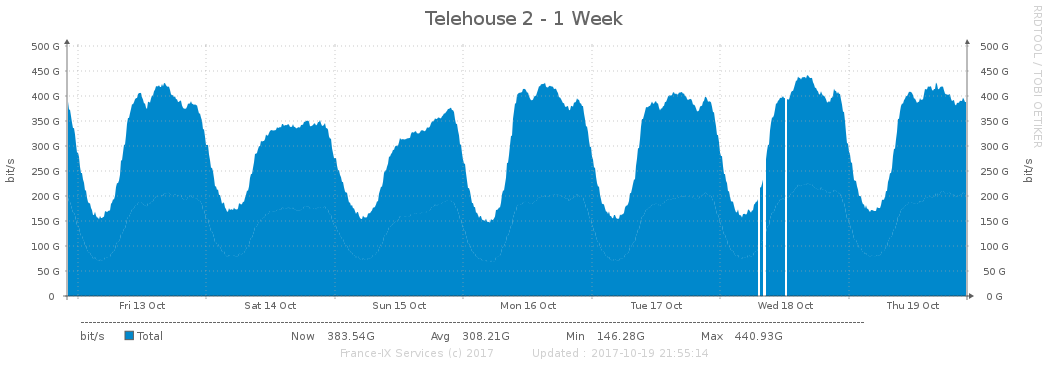 Telehouse 2 - 1 Week
RRDTOOL / TOBI OETIKER
500 G 500 G
450 G 450 G
400 G 400 G
350 G 350 G
300 G 300 G
250 G 250 G
200 G 200 G
150 G 150 G
100 G 100 G
50 G 50 G
0 0 G
bit/s bit/s
Fri 13 Oct Sat 14 Oct Sun 15 Oct Mon 16 Oct Tue 17 Oct Wed 18 Oct Thu 19 Oct
bit/s Total Now 383.54G Avg 308.21G Min 146.28G Max 440.93G
France-IX Services (c) 2017 Updated : 2017-10-19 21:55:14